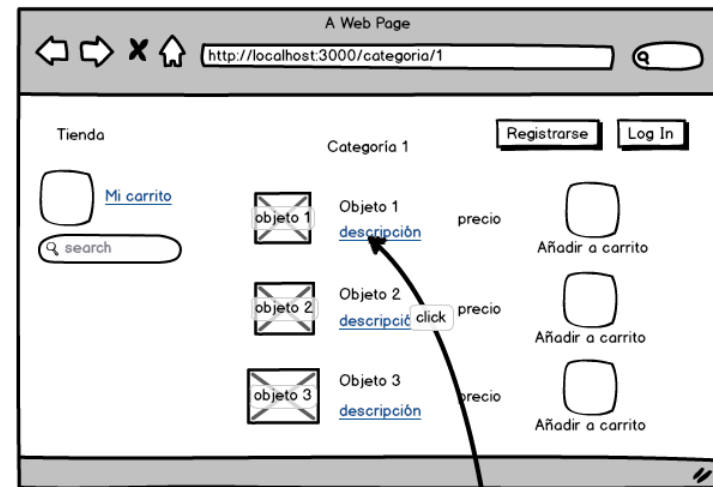 A Web Page
http://localhost:3000/categoria/1
Tienda
Registrarse
Log In
Categoría 1
Mi carrito
search
objeto 1
Objeto 1
descripción
precio
Añadir a carrito
objeto 2
Objeto 2
descripció
click
precio
Añadir a carrito
objeto 3
Objeto 3
descripción
precio
Añadir a carrito